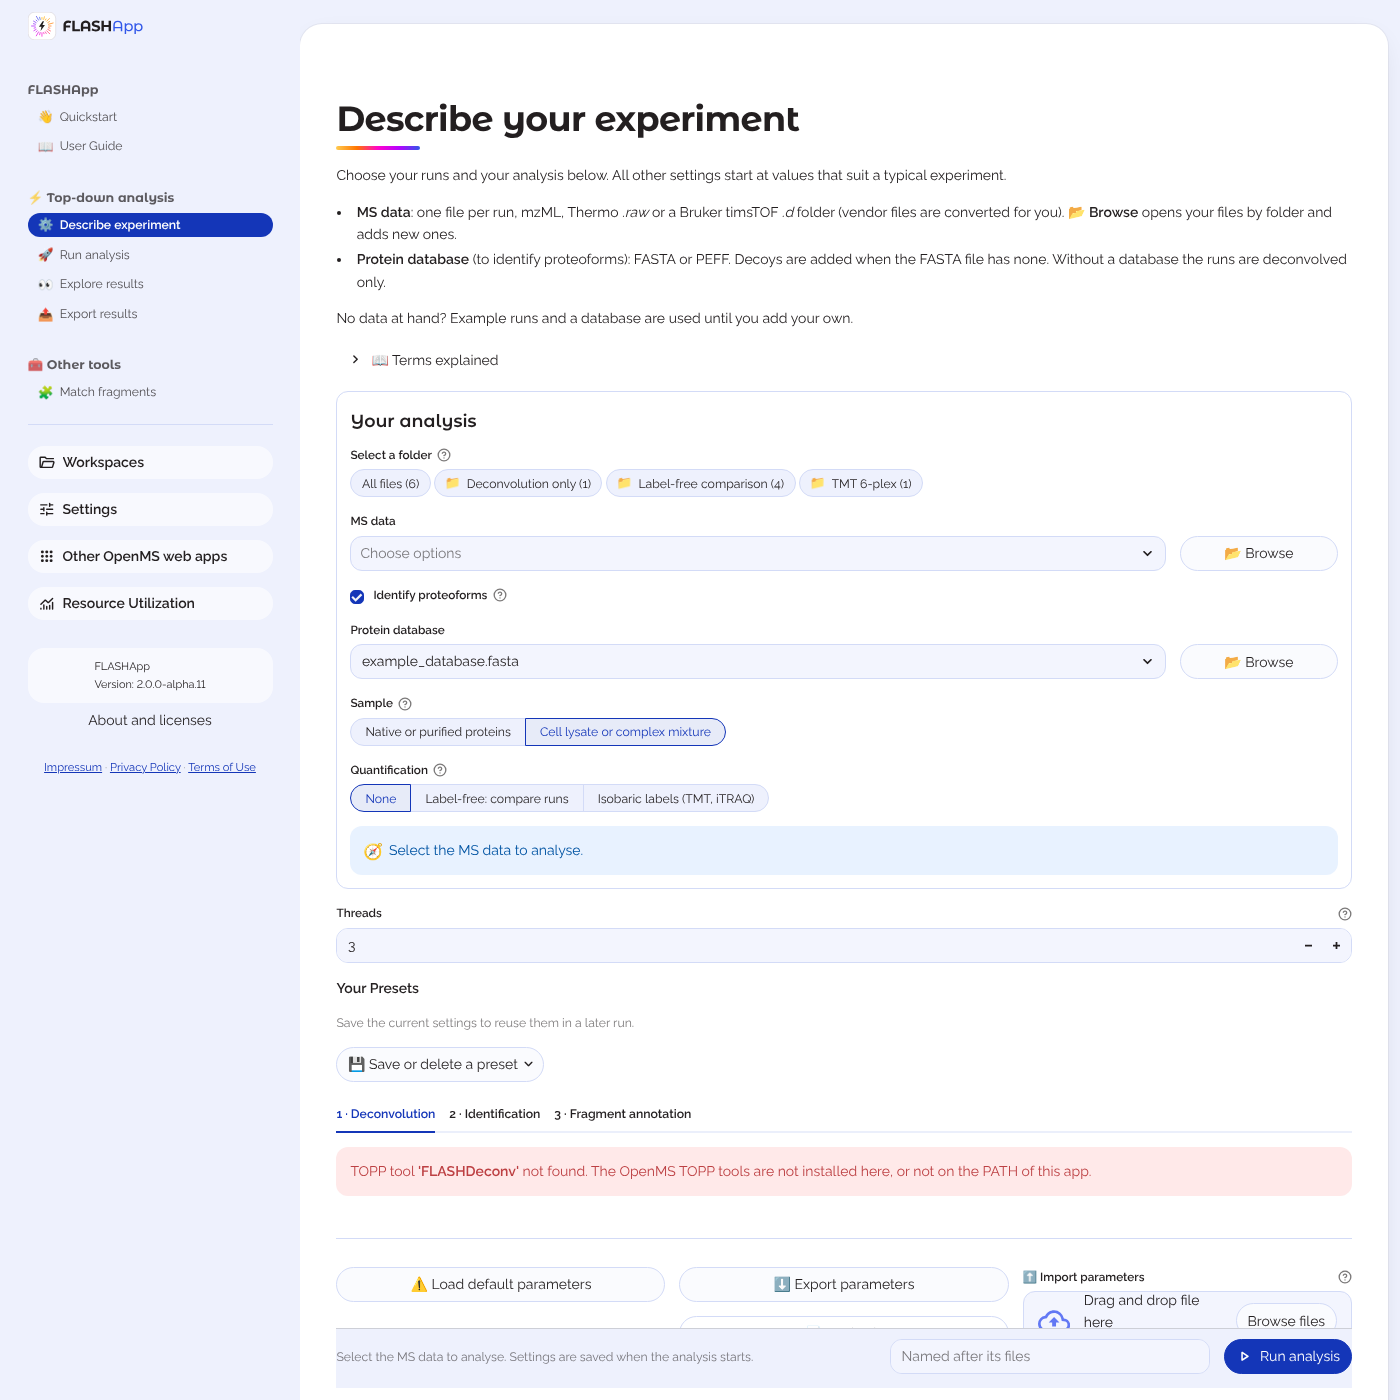 FLASHApp
FLASHApp
Quickstart
User Guide
Top-down analysis
Describe experiment
Run analysis
Explore results
Export results
Other tools
Match fragments
Workspaces
Settings
Other OpenMS web apps
Resource Utilization
FLASHApp
Version: 2.0.0-alpha.11
About and licenses
Impressum · Privacy Policy · Terms of Use
Describe your experiment
Choose your runs and your analysis below. All other settings start at values that suit a typical experiment.
• MS data: one file per run, mzML, Thermo .raw or a Bruker timsTOF .d folder (vendor files are converted for you). 📂 Browse opens your files by folder and
adds new ones.
• Protein database (to identify proteoforms): FASTA or PEFF. Decoys are added when the FASTA file has none. Without a database the runs are deconvolved
only.
No data at hand? Example runs and a database are used until you add your own.
Terms explained
Your analysis
Select a folder
All files (6) Deconvolution only (1) Label-free comparison (4) TMT 6-plex (1)
MS data
Choose options Browse
Identify proteoforms
Protein database
example_database.fasta Browse
Sample
Native or purified proteins Cell lysate or complex mixture
Quantification
None Label-free: compare runs Isobaric labels (TMT, iTRAQ)
Select the MS data to analyse.
Threads
3
Your Presets
Save the current settings to reuse them in a later run.
Save or delete a preset
1 · Deconvolution 2 · Identification 3 · Fragment annotation
TOPP tool 'FLASHDeconv' not found. The OpenMS TOPP tools are not installed here, or not on the PATH of this app.
Load default parameters Export parameters Import parameters
Drag and drop file
here
Browse files
Select the MS data to analyse. Settings are saved when the analysis starts. Named after its files Run analysis